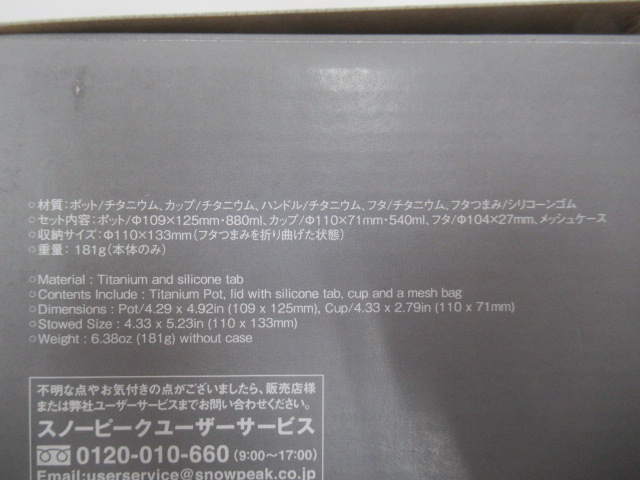 ○材質:ポット/チタニウム、カップ/チタニウム、ハンドル/チタニウム、フタ/チタニウム、フタつまみ/シリコーンゴム
○セット内容:ポット/Φ109×125mm・880ml、カップ/Φ110×71mm・540ml、フタ/Φ104×27mm、メッシュケース
○収納サイズ:Φ110×133mm(フタつまみを折り曲げた状態)
○重量:181g(本体のみ)
○Material : Titanium and silicone tab
○Contents Include : Titanium Pot, lid with silicone tab, cup and a mesh bag
○Dimensions : Pot/4.29 x 4.92in (109 x 125mm), Cup/4.33 x 2.79in (110 x 71mm)
○Stowed Size : 4.33 x 5.23in (110 x 133mm)
○Weight : 6.38oz (181g) without case
不明な点やお気付きの点がございましたら、販売店様
または弊社ユーザーサービスまでお問い合わせください。
スノーピークユーザーサービス
0120-010-660 (9:00〜17:00)
Email:userservice@snowpeak.co.jp